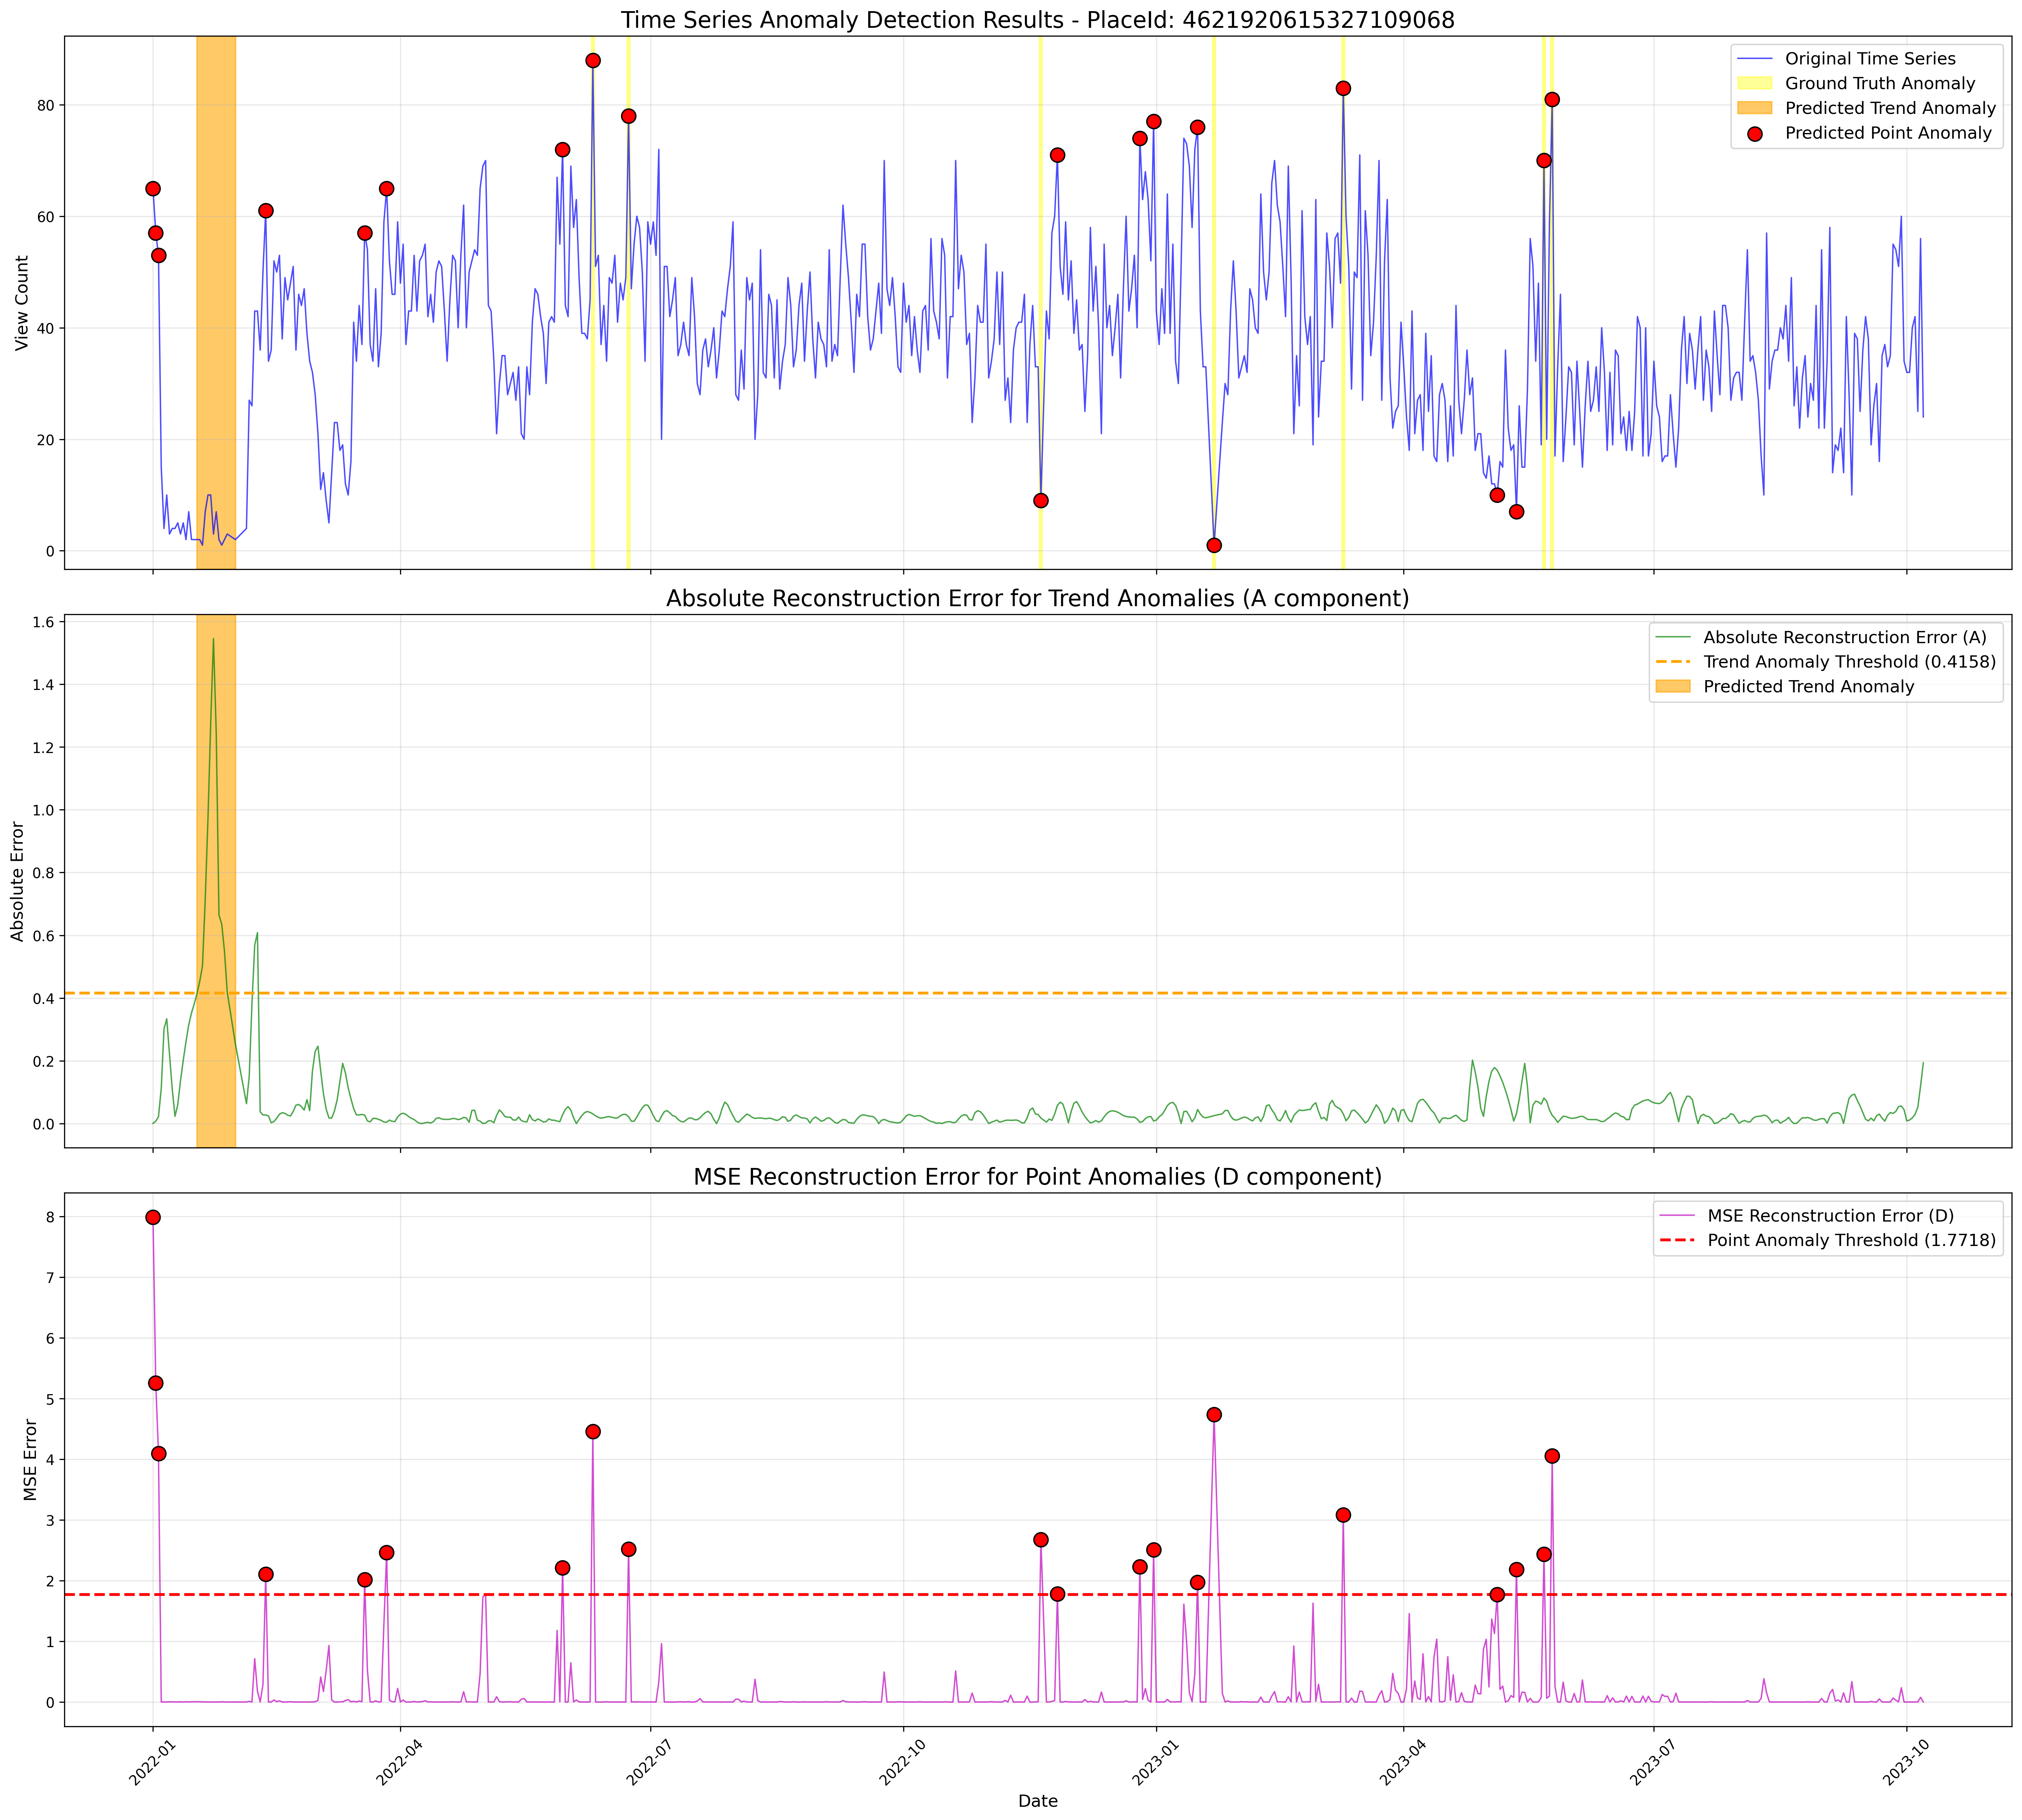 Time Series Anomaly Detection Results - PlaceId: 4621920615327109068
View Count
80
60
40
20
0
Original Time Series
Ground Truth Anomaly
Predicted Trend Anomaly
Predicted Point Anomaly
Absolute Reconstruction Error for Trend Anomalies (A component)
Absolute Error
1.6
1.4
1.2
1.0
0.8
0.6
0.4
0.2
0.0
Absolute Reconstruction Error (A)
Trend Anomaly Threshold (0.4158)
Predicted Trend Anomaly
MSE Reconstruction Error for Point Anomalies (D component)
MSE Error
8
7
6
5
4
3
2
1
0
MSE Reconstruction Error (D)
Point Anomaly Threshold (1.7718)
2022-01
2022-04
2022-07
2022-10
2023-01
2023-04
2023-07
2023-10
Date